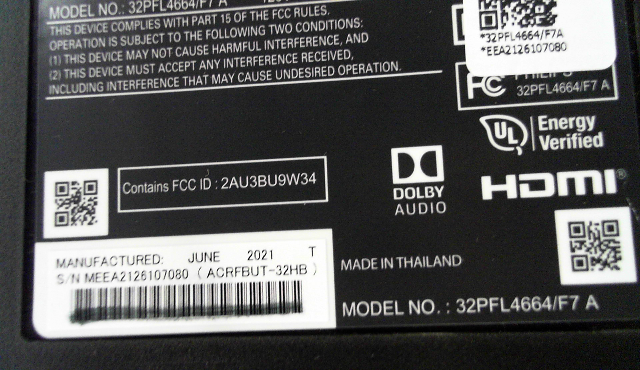 MODEL NO.: 32PFL4664/F7 A
THIS DEVICE COMPLIES WITH PART 15 OF THE FCC RULES.
OPERATION IS SUBJECT TO THE FOLLOWING TWO CONDITIONS:
(1) THIS DEVICE MAY NOT CAUSE HARMFUL INTERFERENCE, AND
(2) THIS DEVICE MUST ACCEPT ANY INTERFERENCE RECEIVED,
INCLUDING INTERFERENCE THAT MAY CAUSE UNDESIRED OPERATION.
*32PFL4664/F7A
*EEA2126107080
FC PHILIPS
32PFL4664/F7 A
UL Energy
Verified
Contains FCC ID : 2AU3BU9W34
DOLBY
AUDIO
HDMI®
MANUFACTURED: JUNE 2021 T
S/N MEEA2126107080 ( ACRFBUT-32HB )
MADE IN THAILAND
MODEL NO. : 32PFL4664/F7 A